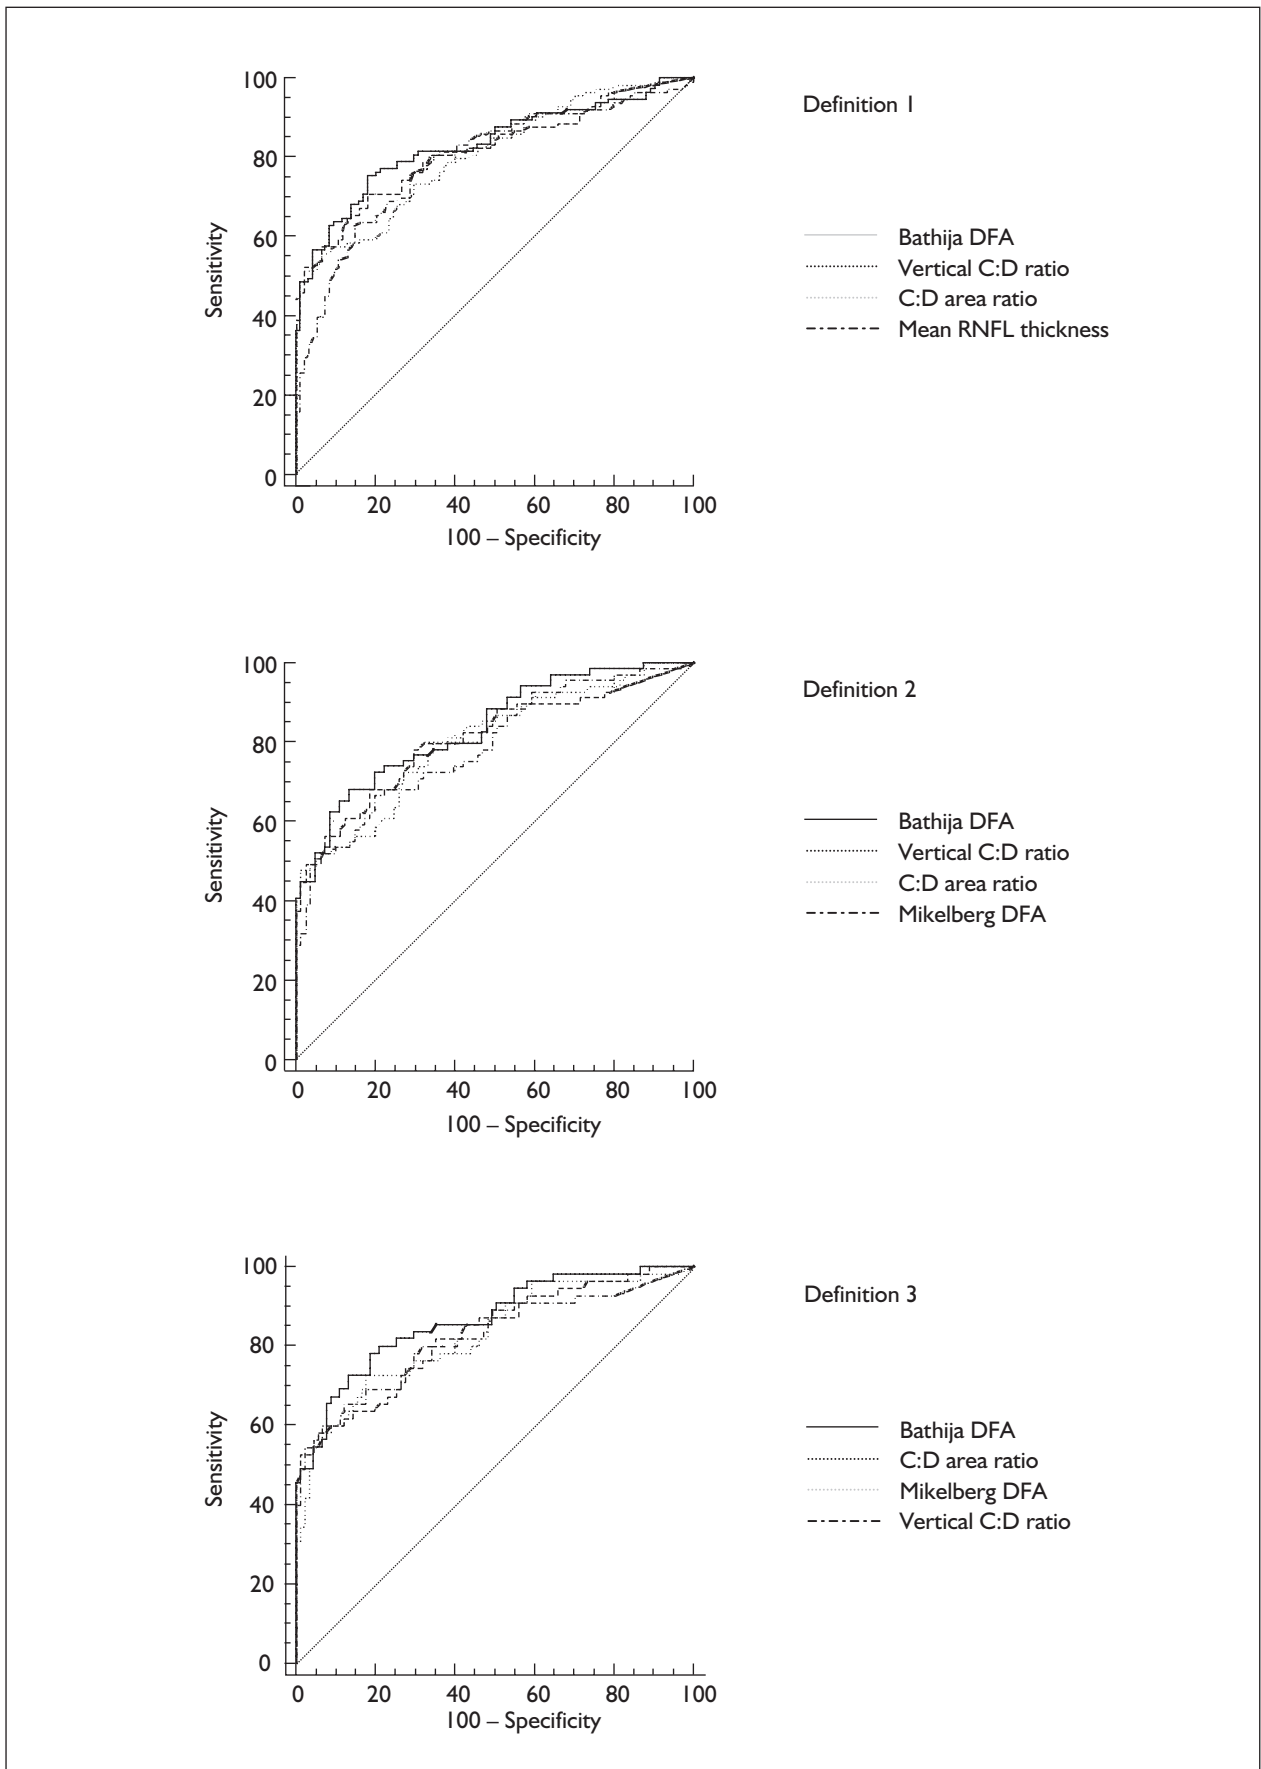 100
80
60
40
20
0
Sensitivity
0 20 40 60 80 100
100 – Specificity
Definition 1
Bathija DFA
Vertical C:D ratio
C:D area ratio
Mean RNFL thickness
100
80
60
40
20
0
Sensitivity
0 20 40 60 80 100
100 – Specificity
Definition 2
Bathija DFA
Vertical C:D ratio
C:D area ratio
Mikelberg DFA
100
80
60
40
20
0
Sensitivity
0 20 40 60 80 100
100 – Specificity
Definition 3
Bathija DFA
C:D area ratio
Mikelberg DFA
Vertical C:D ratio